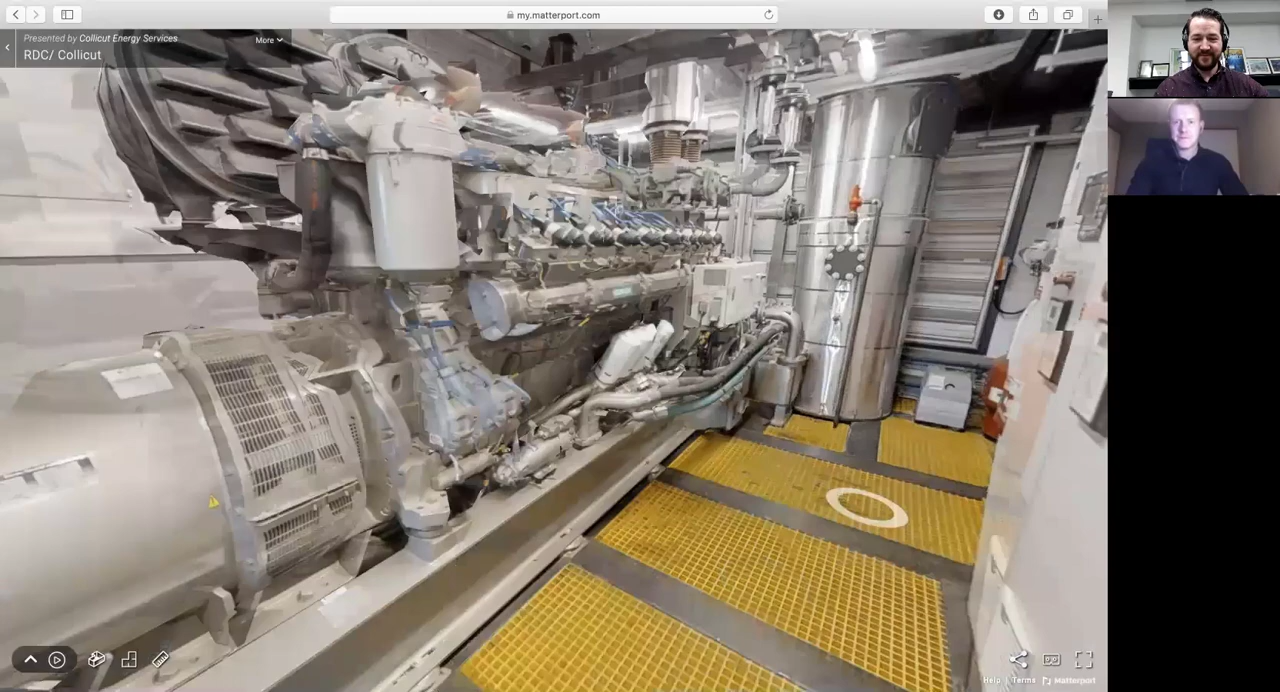 my.matterport.com
Presented by Collicut Energy Services
More
RDC/ Collicut
Help
Terms
Matterport